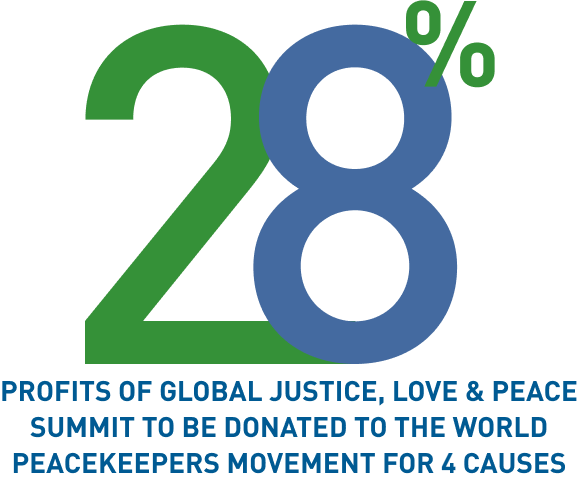 28%
PROFITS OF GLOBAL JUSTICE, LOVE & PEACE
SUMMIT TO BE DONATED TO THE WORLD
PEACEKEEPERS MOVEMENT FOR 4 CAUSES